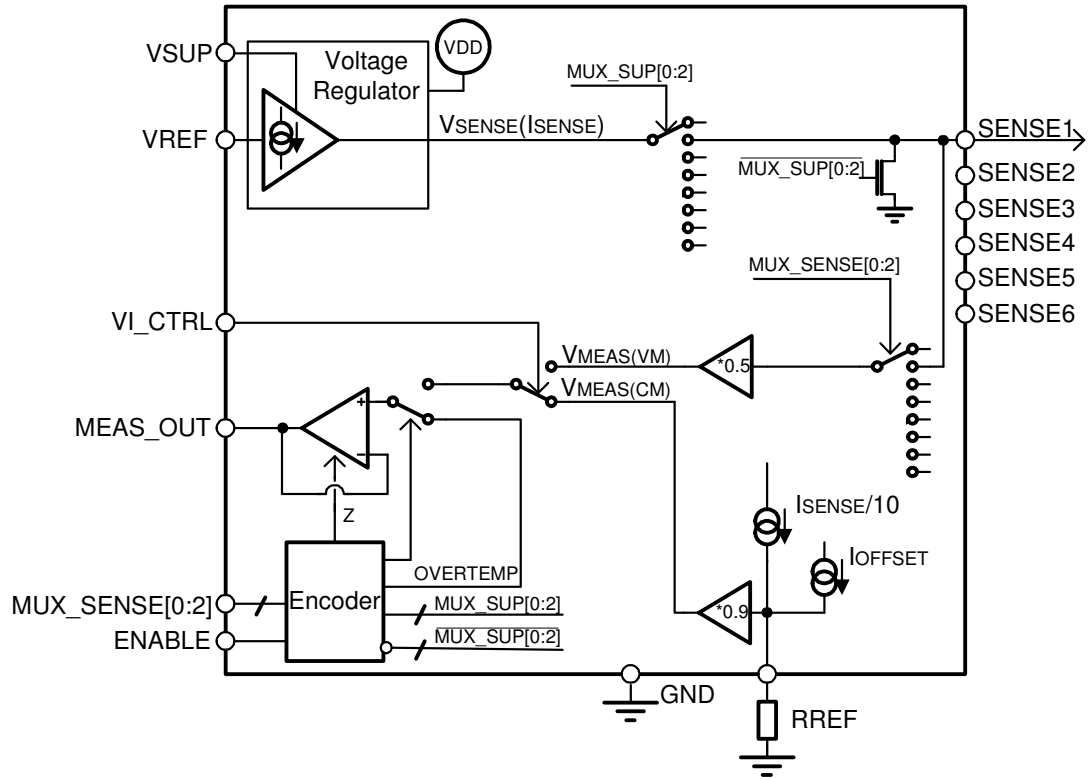 VSUP
Voltage
Regulator
VDD
VREF
VSENSE(ISENSE)
MUX_SUP[0:2]
MUX_SUP[0:2]
SENSE1
SENSE2
SENSE3
SENSE4
SENSE5
SENSE6
MUX_SENSE[0:2]
VI_CTRL
VMEAS(VM)
*0.5
VMEAS(CM)
+
MEAS_OUT
−
Z
ISENSE/10
IOFFSET
OVERTEMP
MUX_SENSE[0:2]
Encoder
MUX_SUP[0:2]
*0.9
ENABLE
MUX_SUP[0:2]
GND
RREF